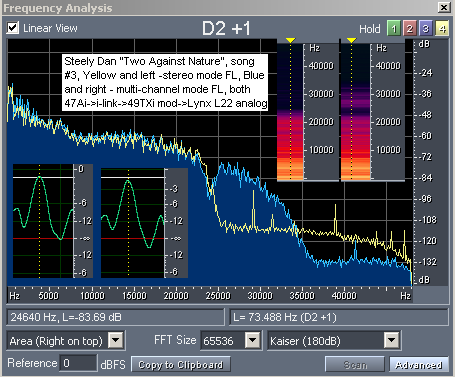 Frequency Analysis
Linear View
D2 +1
Hold 1 2 3 4
Steely Dan "Two Against Nature", song
#3, Yellow and left -stereo mode FL, Blue
and right - multi-channel mode FL, both
47Ai->i-link->49TXi mod->Lynx L22 analog
Hz
40000
30000
20000
10000
Hz
40000
30000
20000
10000
dB
-24
-36
-48
-60
-72
-84
-96
-108
-120
-132
dB
-0
-6
-12
-∞
-12
-6
-3
-6
-12
-∞
-12
-6
Hz 5000 10000 15000 20000 25000 30000 35000 40000 Hz
24640 Hz, L=-83.69 dB
L= 73.488 Hz (D2 +1)
Area (Right on top)
FFT Size
65536
Kaiser (180dB)
Reference
0
dBFS
Copy to Clipboard
Scan
Advanced